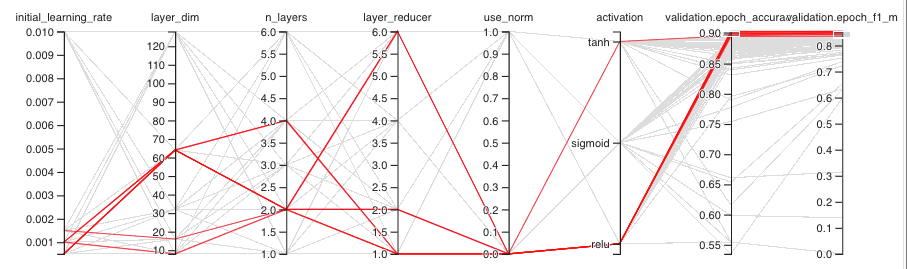 initial_learning_rate layer_dim n_layers layer_reducer use_norm activation validation.epoch_accuracy validation.epoch_f1_m
0.010 0.009 0.008 0.007 0.006 0.005 0.004 0.003 0.002 0.001
120 110 100 90 80 70 60 50 40 30 20 10
6.0 5.5 5.0 4.5 4.0 3.5 3.0 2.5 2.0 1.5 1.0
6.0 5.5 5.0 4.5 4.0 3.5 3.0 2.5 2.0 1.5 1.0
1.0 0.9 0.8 0.7 0.6 0.5 0.4 0.3 0.2 0.1 0.0
tanh sigmoid relu
0.90 0.85 0.80 0.75 0.70 0.65 0.60 0.55
0.8 0.7 0.6 0.5 0.4 0.3 0.2 0.1 0.0